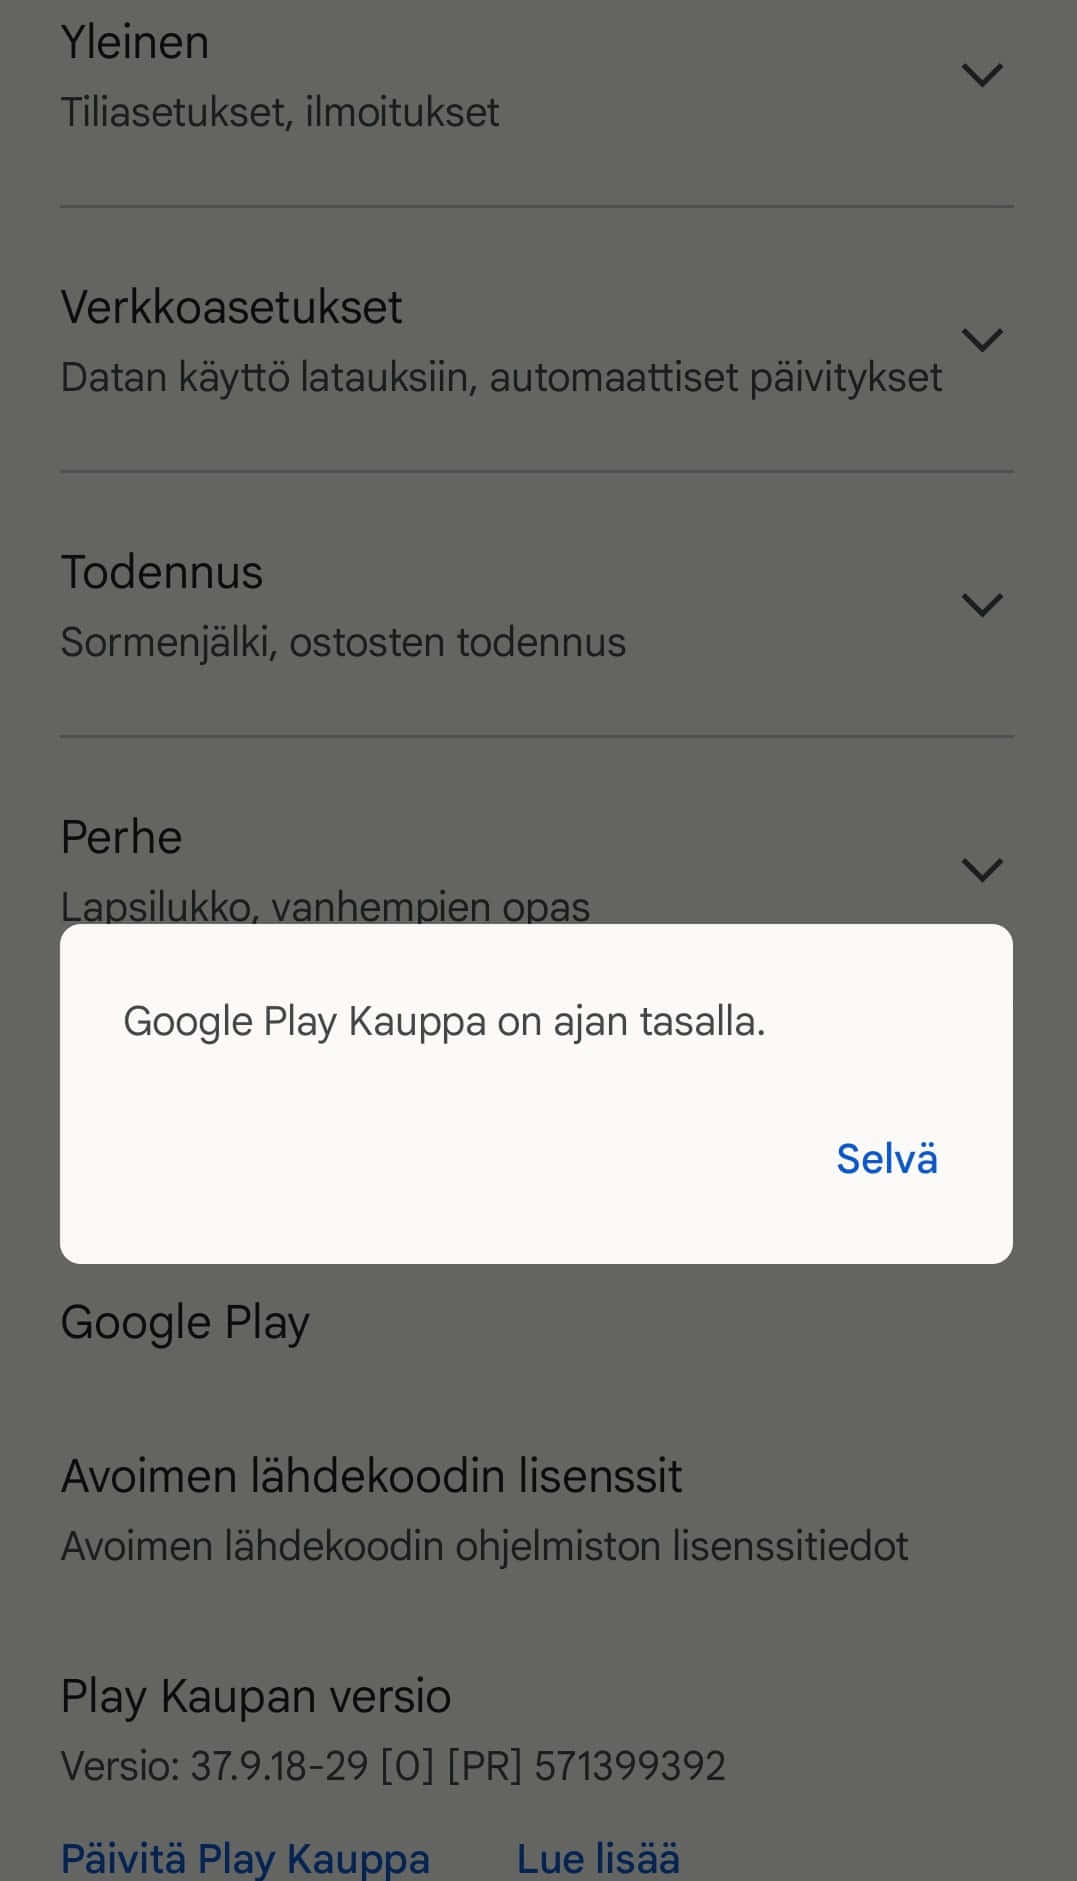 Yleinen
Tiliasetukset, ilmoitukset
Verkkoasetukset
Datan käyttö latauksiin, automaattiset päivitykset
Todennus
Sormenjälki, ostosten todennus
Perhe
Lapsilukko, vanhempien opas
Google Play Kauppa on ajan tasalla.
Selvä
Google Play
Avoimen lähdekoodin lisenssit
Avoimen lähdekoodin ohjelmiston lisenssitiedot
Play Kaupan versio
Versio: 37.9.18-29 [0] [PR] 571399392
Päivitä Play Kauppa Lue lisää